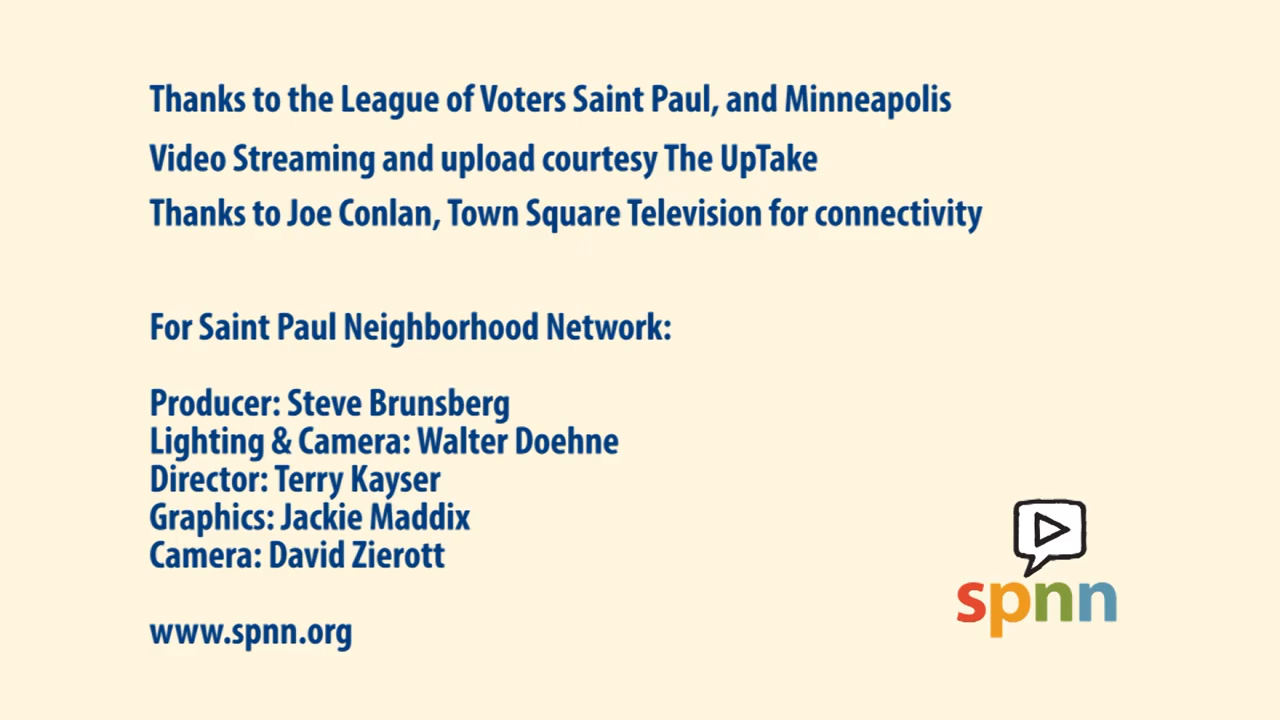 Thanks to the League of Voters Saint Paul, and Minneapolis
Video Streaming and upload courtesy The UpTake
Thanks to Joe Conlan, Town Square Television for connectivity
For Saint Paul Neighborhood Network:
Producer: Steve Brunsberg
Lighting & Camera: Walter Doehne
Director: Terry Kayser
Graphics: Jackie Maddix
Camera: David Zierott
www.spnn.org
spnn